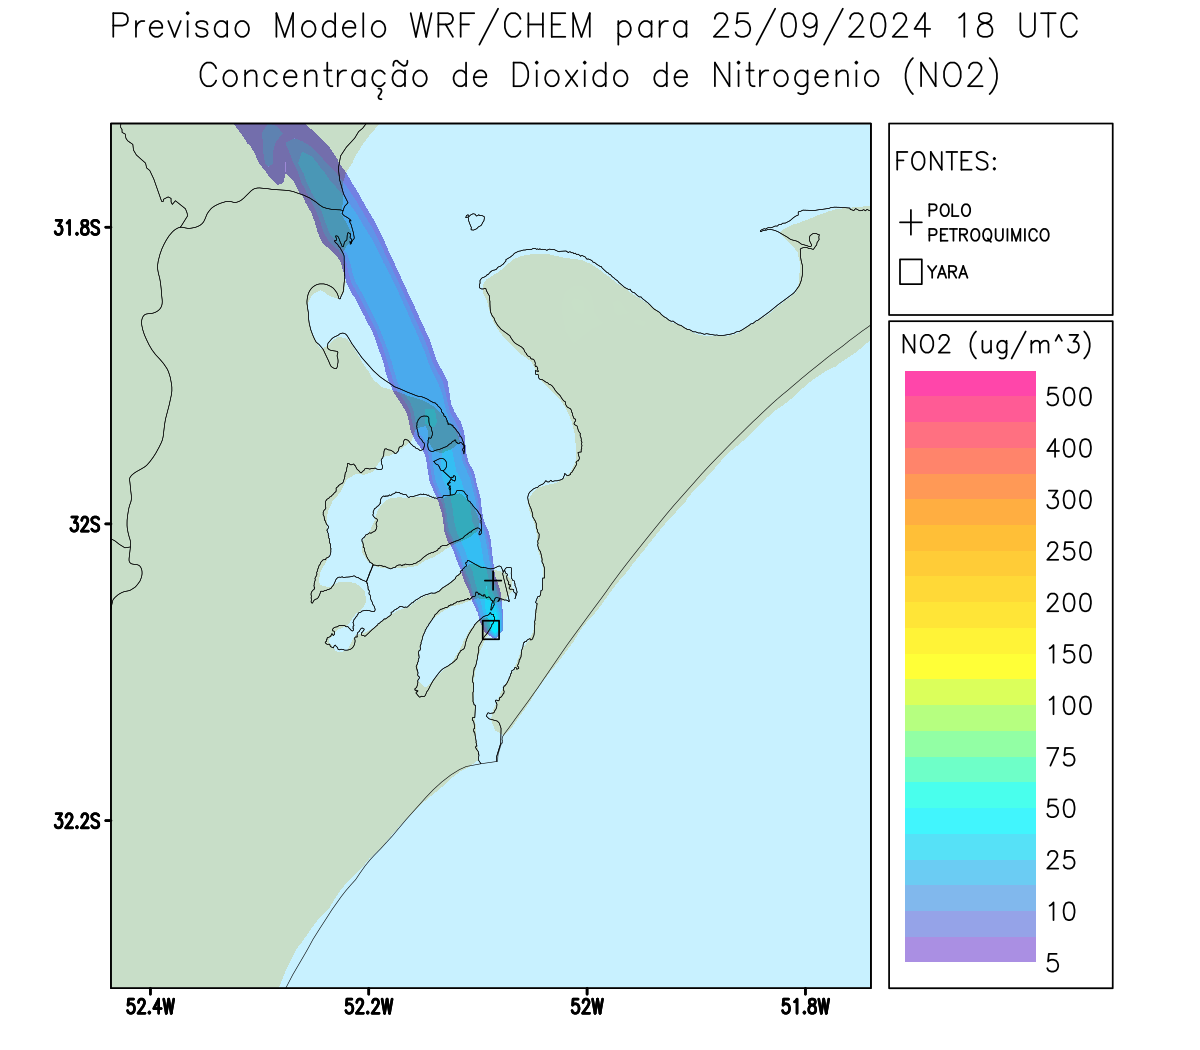 Previsao Modelo WRF/CHEM para 25/09/2024 18 UTC
Concentração de Dioxido de Nitrogenio (NO2)
FONTES:
POLO
PETROQUIMICO
YARA
NO2 (ug/m^3)
500
400
300
250
200
150
100
75
50
25
10
5
31.8S
32S
32.2S
52.4W
52.2W
52W
51.8W